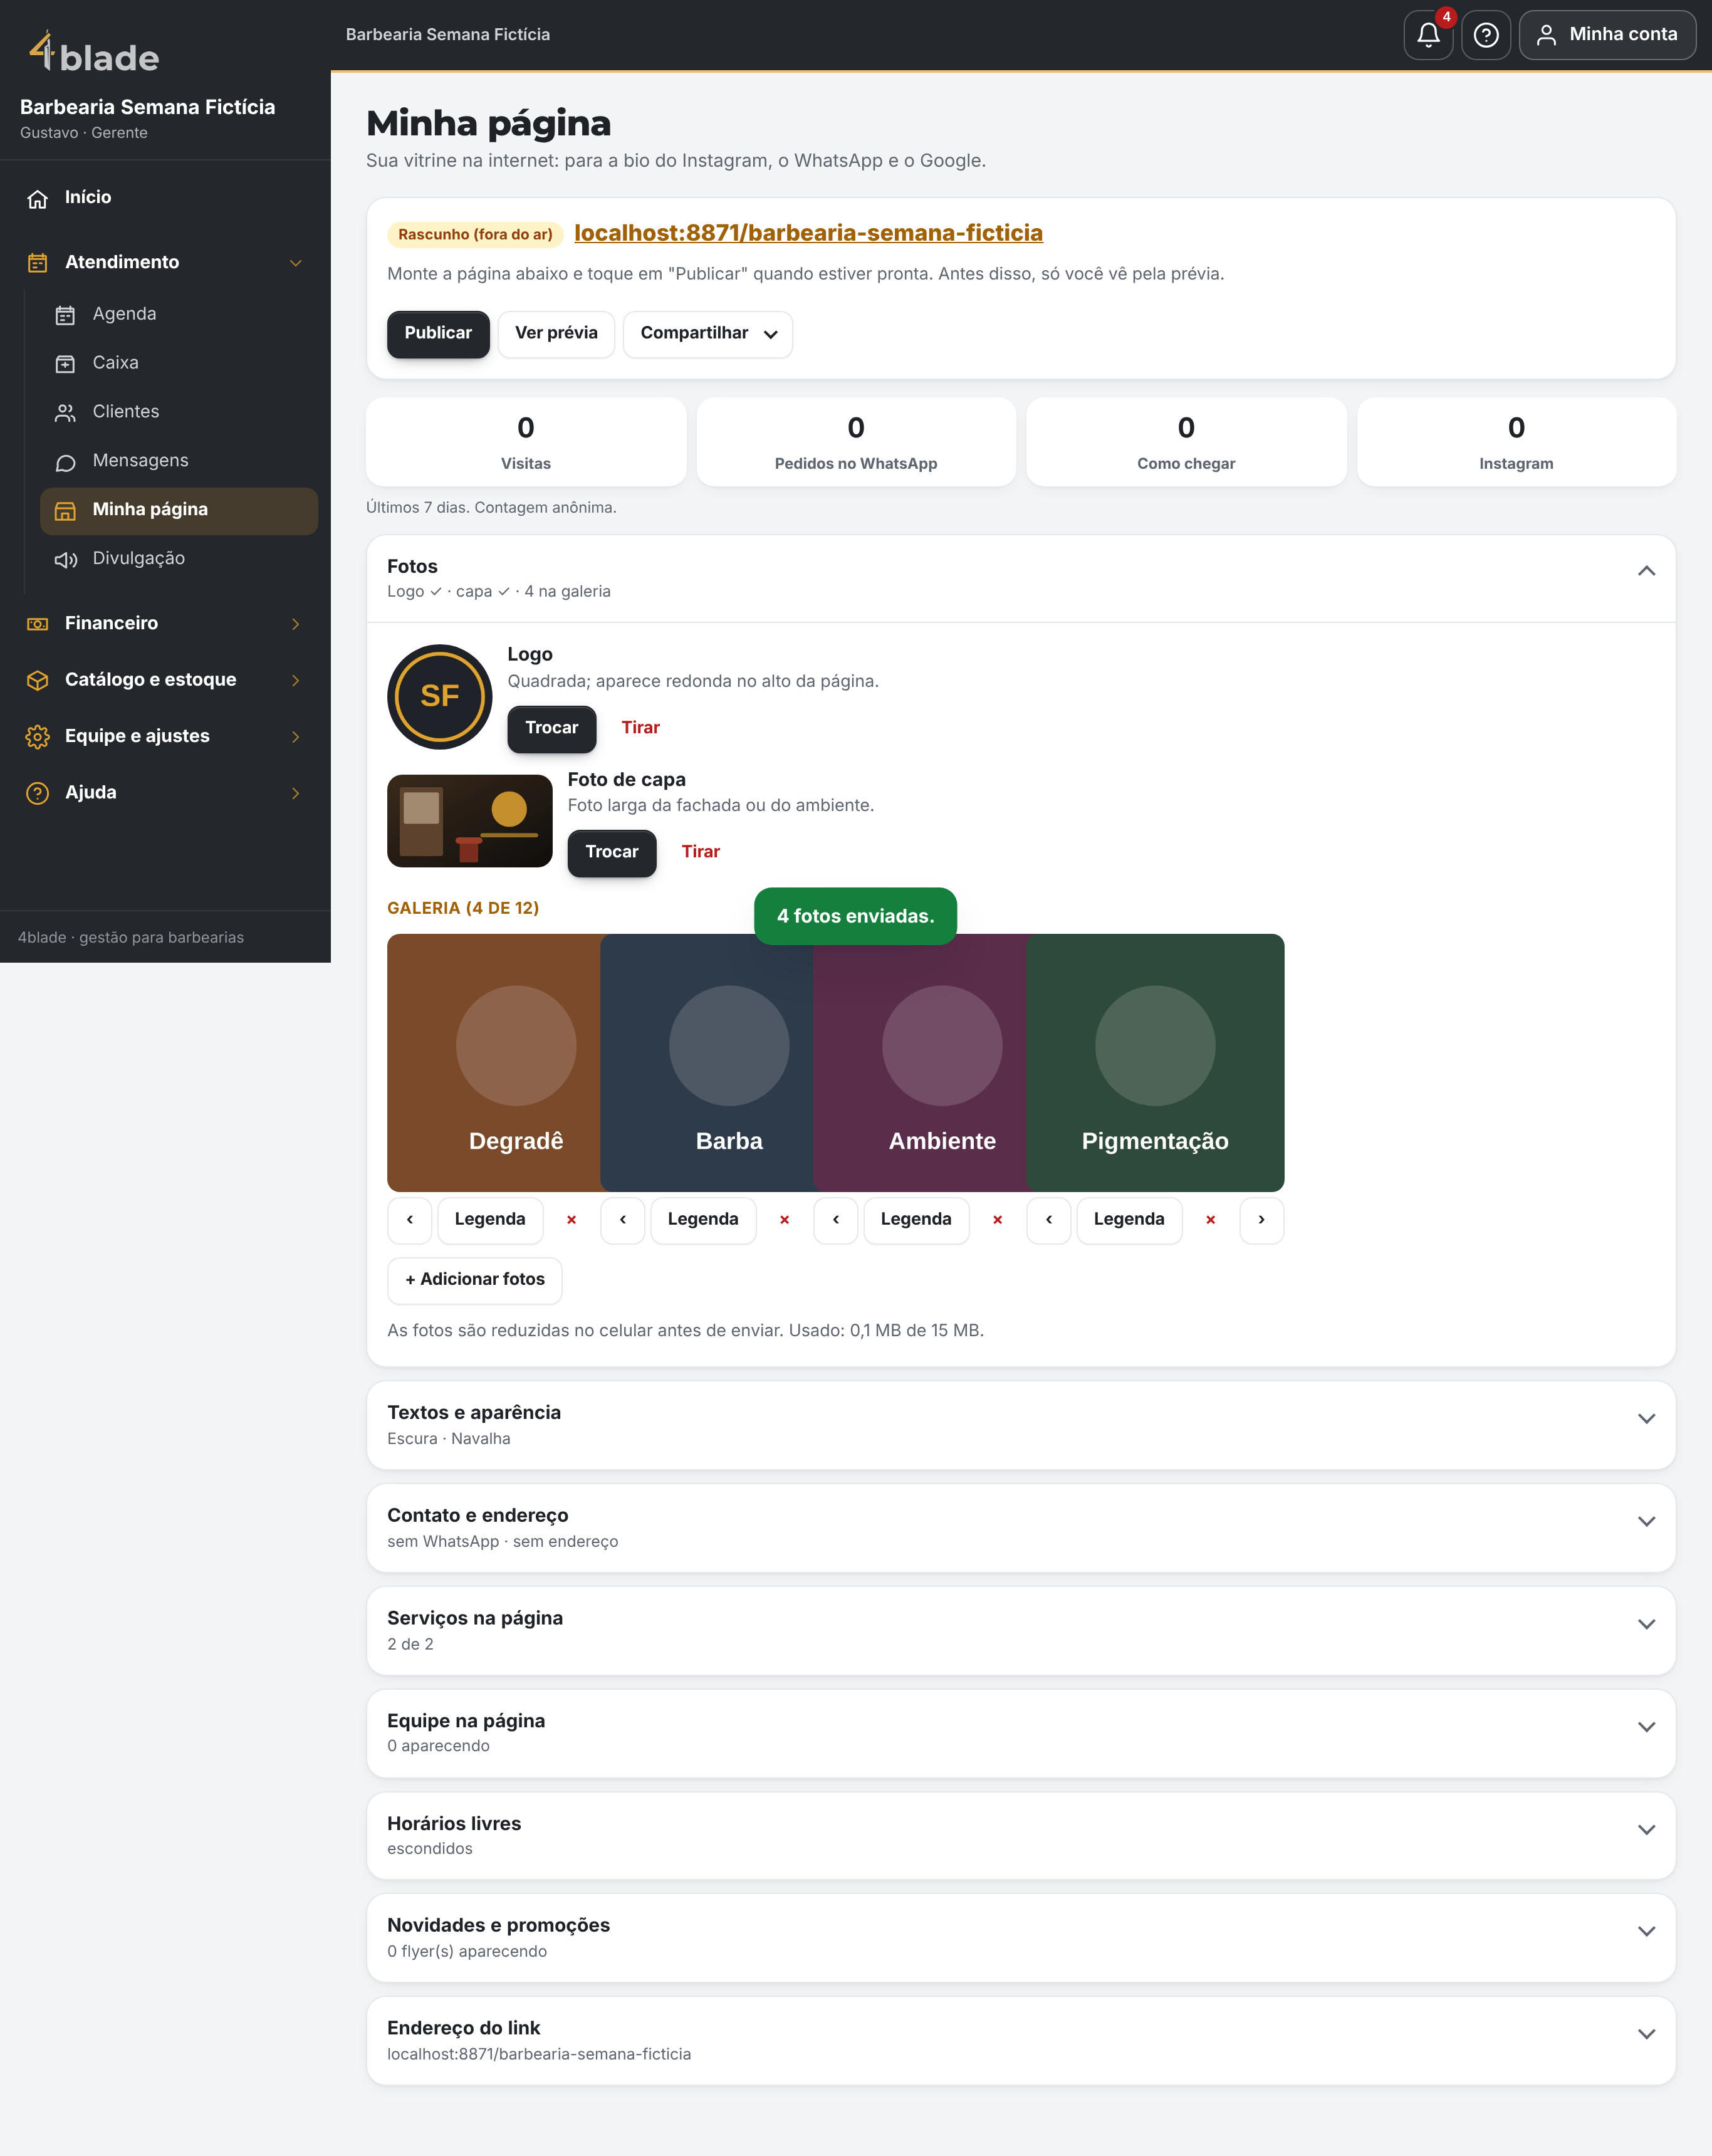 4blade
Barbearia Semana Fictícia
Gustavo · Gerente
Início
Atendimento
Agenda
Caixa
Clientes
Mensagens
Minha página
Divulgação
Financeiro
Catálogo e estoque
Equipe e ajustes
Ajuda
4blade · gestão para barbearias
Barbearia Semana Fictícia
4
Minha conta
Minha página
Sua vitrine na internet: para a bio do Instagram, o WhatsApp e o Google.
Rascunho (fora do ar) localhost:8871/barbearia-semana-ficticia
Monte a página abaixo e toque em "Publicar" quando estiver pronta. Antes disso, só você vê pela prévia.
Publicar Ver prévia Compartilhar
0 0 0 0
Visitas Pedidos no WhatsApp Como chegar Instagram
Últimos 7 dias. Contagem anônima.
Fotos
Logo ✓ · capa ✓ · 4 na galeria
SF
Logo
Quadrada; aparece redonda no alto da página.
Trocar Tirar
Foto de capa
Foto larga da fachada ou do ambiente.
Trocar Tirar
GALERIA (4 DE 12)
4 fotos enviadas.
Degradê Barba Ambiente Pigmentação
‹ Legenda × ‹ Legenda × ‹ Legenda × ‹ Legenda × ›
+ Adicionar fotos
As fotos são reduzidas no celular antes de enviar. Usado: 0,1 MB de 15 MB.
Textos e aparência
Escura · Navalha
Contato e endereço
sem WhatsApp · sem endereço
Serviços na página
2 de 2
Equipe na página
0 aparecendo
Horários livres
escondidos
Novidades e promoções
0 flyer(s) aparecendo
Endereço do link
localhost:8871/barbearia-semana-ficticia